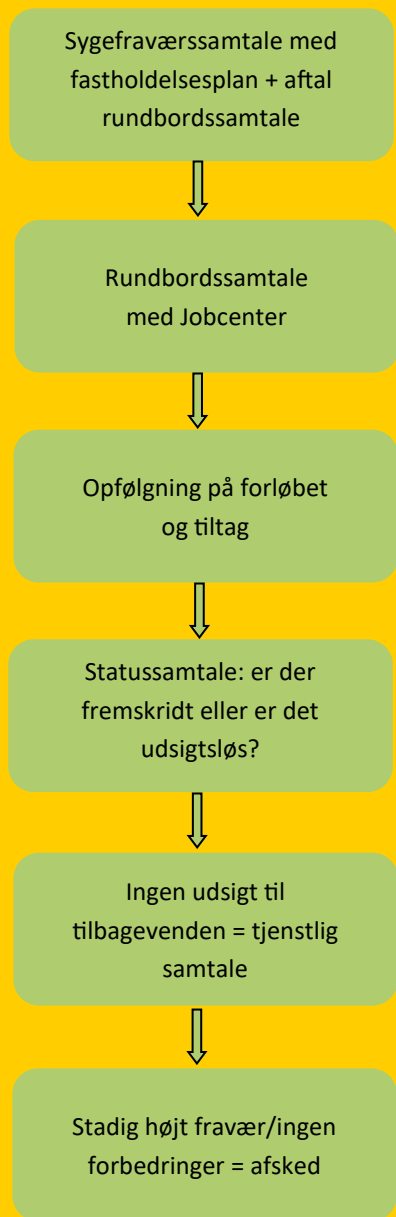 Sygefraværssamtale med
fastholdelsesplan + aftal
rundbordssamtale
Rundbordssamtale
med Jobcenter
Opfølgning på forløbet
og tiltag
Statussamtale: er der
fremskridt eller er det
udsigtsløs?
Ingen udsigt til
tilbagevenden = tjenstlig
samtale
Stadig højt fravær/ingen
forbedringer = afsked